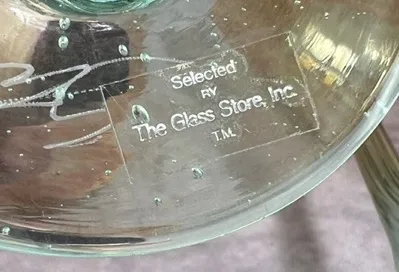 Selected
BY
The Glass Store, Inc.
T.M.